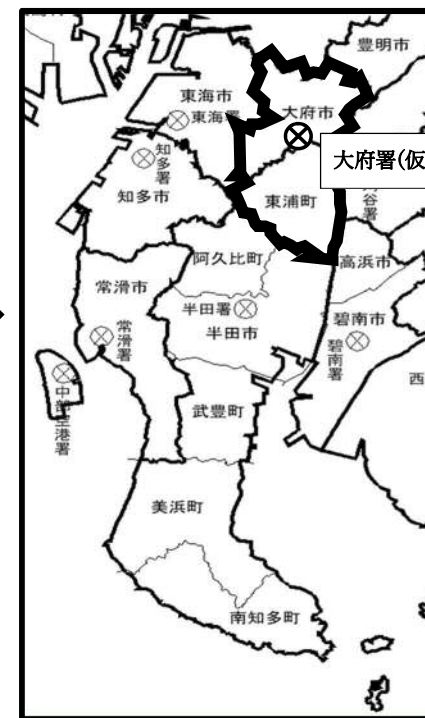 豊明市
東海市
東海署
大府市
知多署
知多市
大府署(仮
東浦町
谷署
阿久比町
高浜市
常滑市
半田署
半田市
碧南市
碧南署
常滑署
西
中部空港署
武豊町
美浜町
南知多町